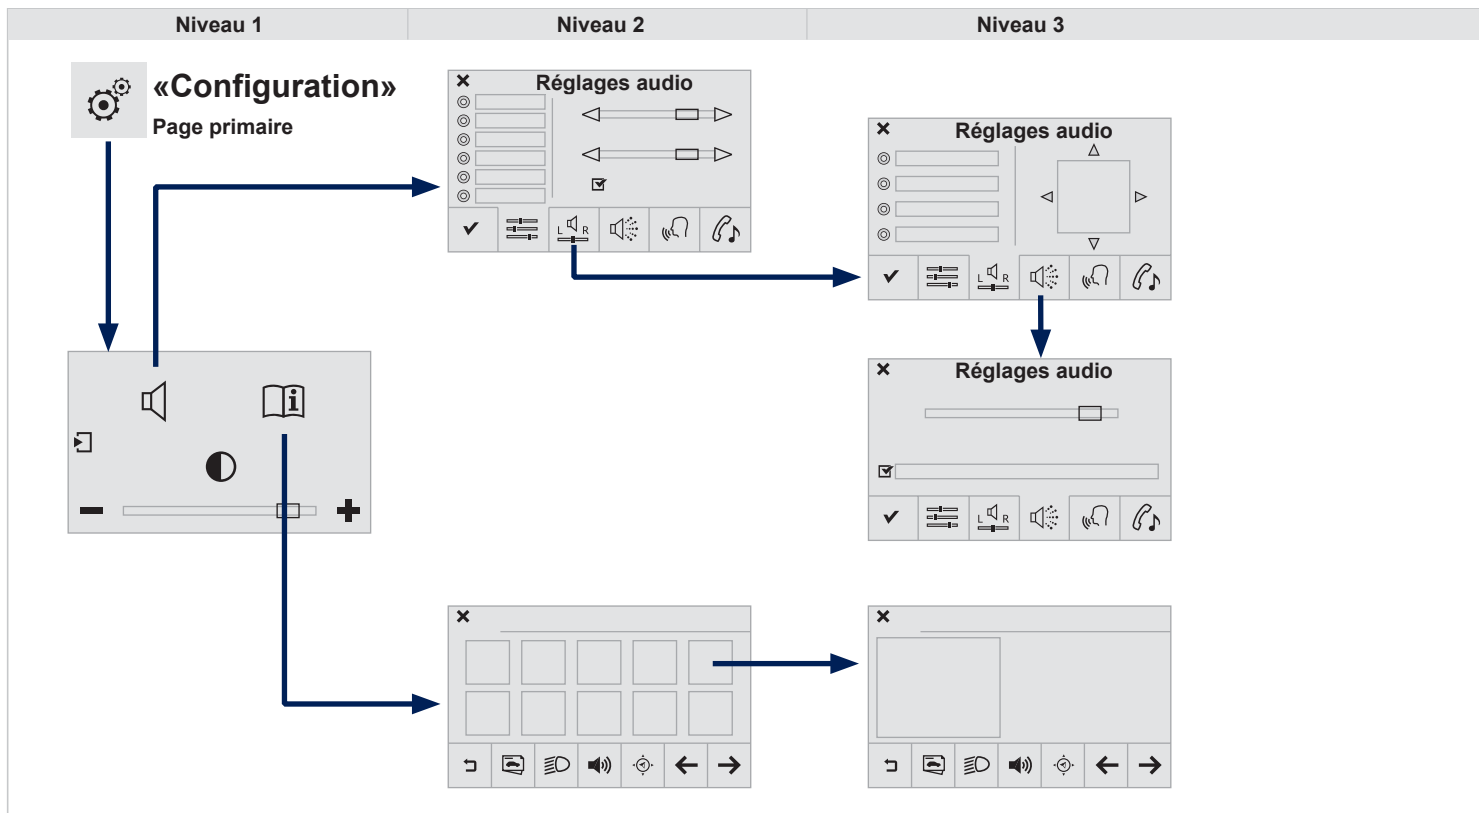 Niveau 1
Niveau 2
Niveau 3
«Configuration»
Page primaire
Réglages audio
L R
Réglages audio
L R
Réglages audio
L R